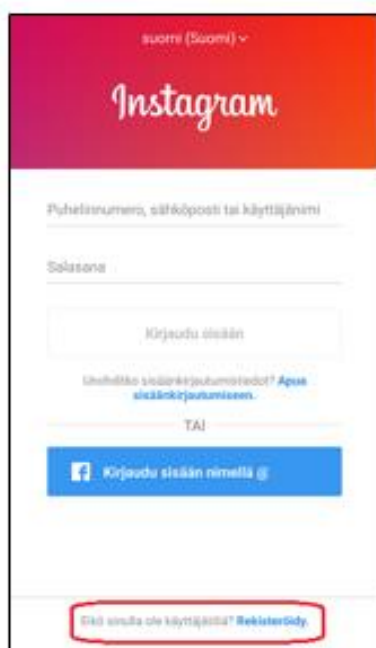 suomi (Suomi)
Instagram
Puhelinnumero, sähköposti tai käyttäjänimi
Salasana
Kirjaudu sisään
Unohditko sisäänkirjautumistiedot? Apua
sisäänkirjautumiseen.
TAI
f Kirjaudu sisään nimellä @
Eikö sinulla ole käyttäjätiliä? Rekisteröidy.